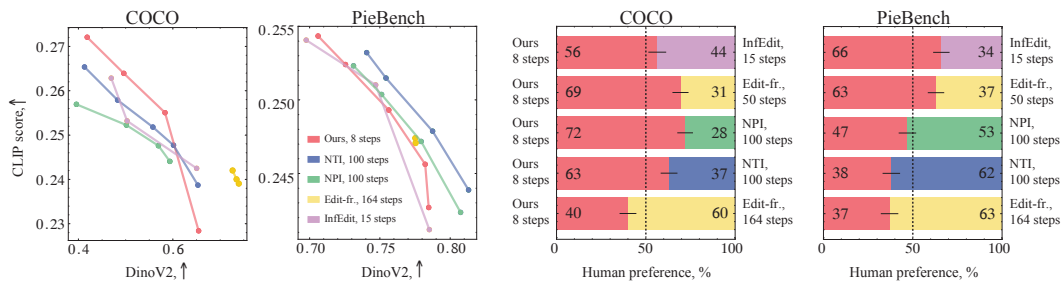 COCO
CLIP score, ↑
0.27
0.26
0.25
0.24
0.23
0.4
0.6
DinoV2, ↑
PieBench
0.255
0.250
0.245
0.70
0.75
0.80
DinoV2, ↑
Ours, 8 steps
NTI, 100 steps
NPI, 100 steps
Edit-fr., 164 steps
InfEdit, 15 steps
COCO
Ours
8 steps
56
44
InfEdit,
15 steps
Ours
8 steps
69
31
Edit-fr.,
50 steps
Ours
8 steps
72
28
NPI,
100 steps
Ours
8 steps
63
37
NTI,
100 steps
Ours
8 steps
40
60
Edit-fr.,
164 steps
0
50
100
Human preference, %
PieBench
66
34
InfEdit,
15 steps
63
37
Edit-fr.,
50 steps
47
53
NPI,
100 steps
38
62
NTI,
100 steps
37
63
Edit-fr.,
164 steps
0
50
100
Human preference, %